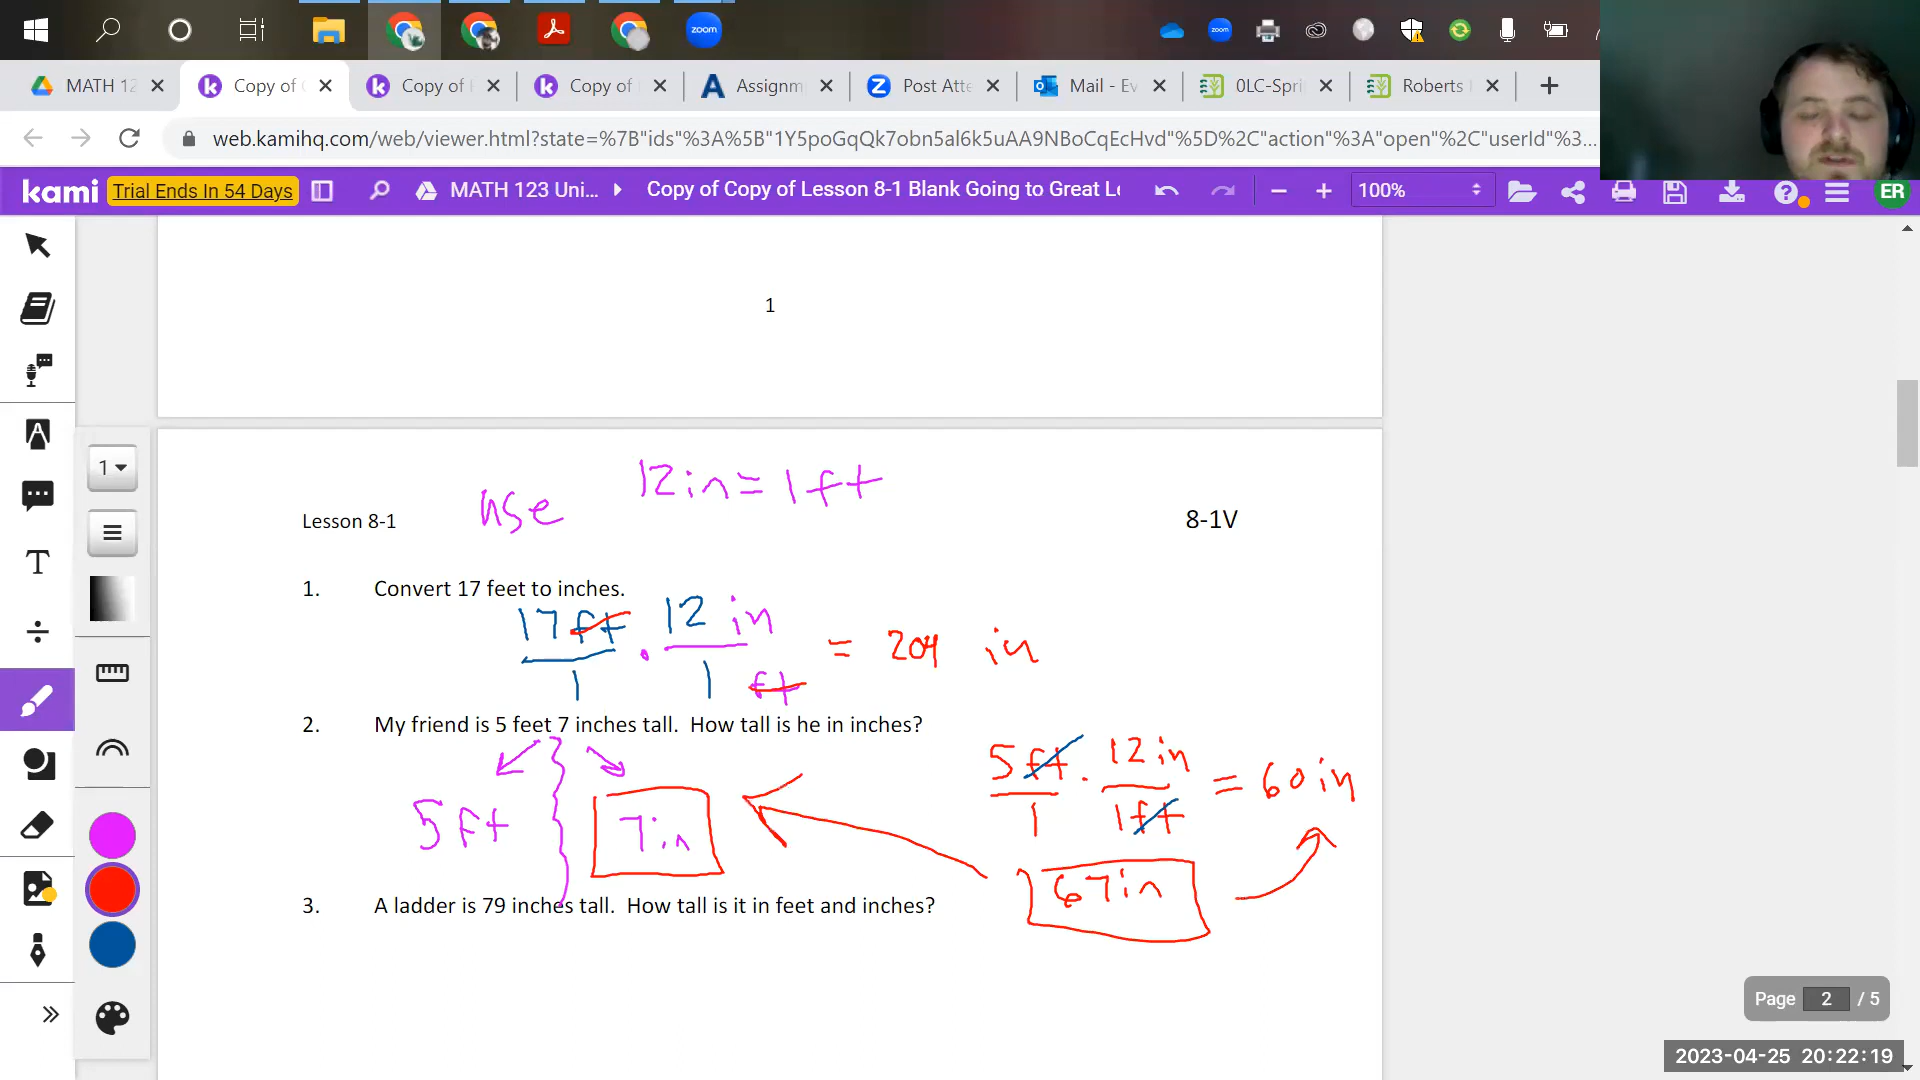 zoom
zoom
MATH 12
Copy of
Copy of
Copy of
Assignm
Post Atte
Mail - Ev
0LC-Spri
Roberts
web.kamihq.com/web/viewer.html?state=%7B"ids"%3A%5B"1Y5poGqQk7obn5al6k5uAA9NBoCqEcHvd"%5D%2C"action"%3A"open"%2C"userId"%3...
kami
Trial Ends In 54 Days
MATH 123 Uni...
Copy of Copy of Lesson 8-1 Blank Going to Great Le
100%
ER
1
1
use 12in = 1ft
Lesson 8-1
8-1V
1. Convert 17 feet to inches.
17 ft/1 · 12 in/1 ft = 204 in
2. My friend is 5 feet 7 inches tall. How tall is he in inches?
5 ft/1 · 12 in/1 ft = 60 in
5 ft
7 in
67 in
3. A ladder is 79 inches tall. How tall is it in feet and inches?
Page 2 / 5
2023-04-25 20:22:19